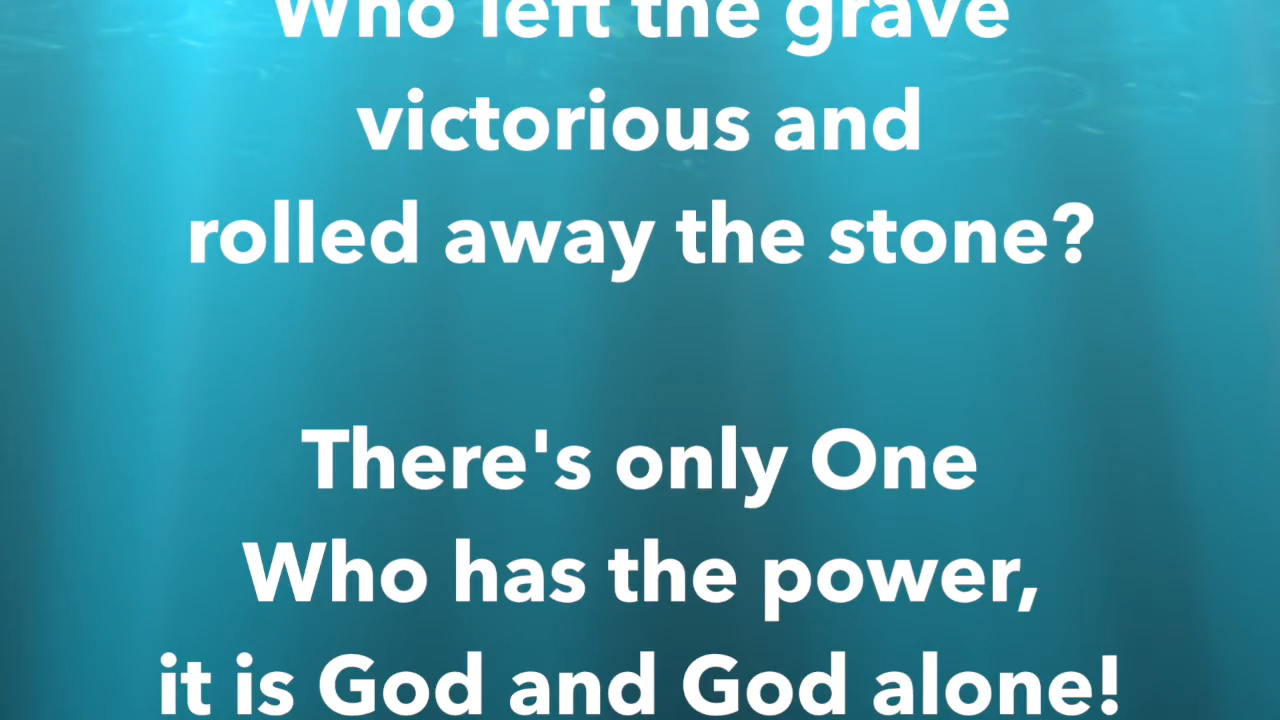 Who left the grave
victorious and
rolled away the stone?
There's only One
Who has the power,
it is God and God alone!